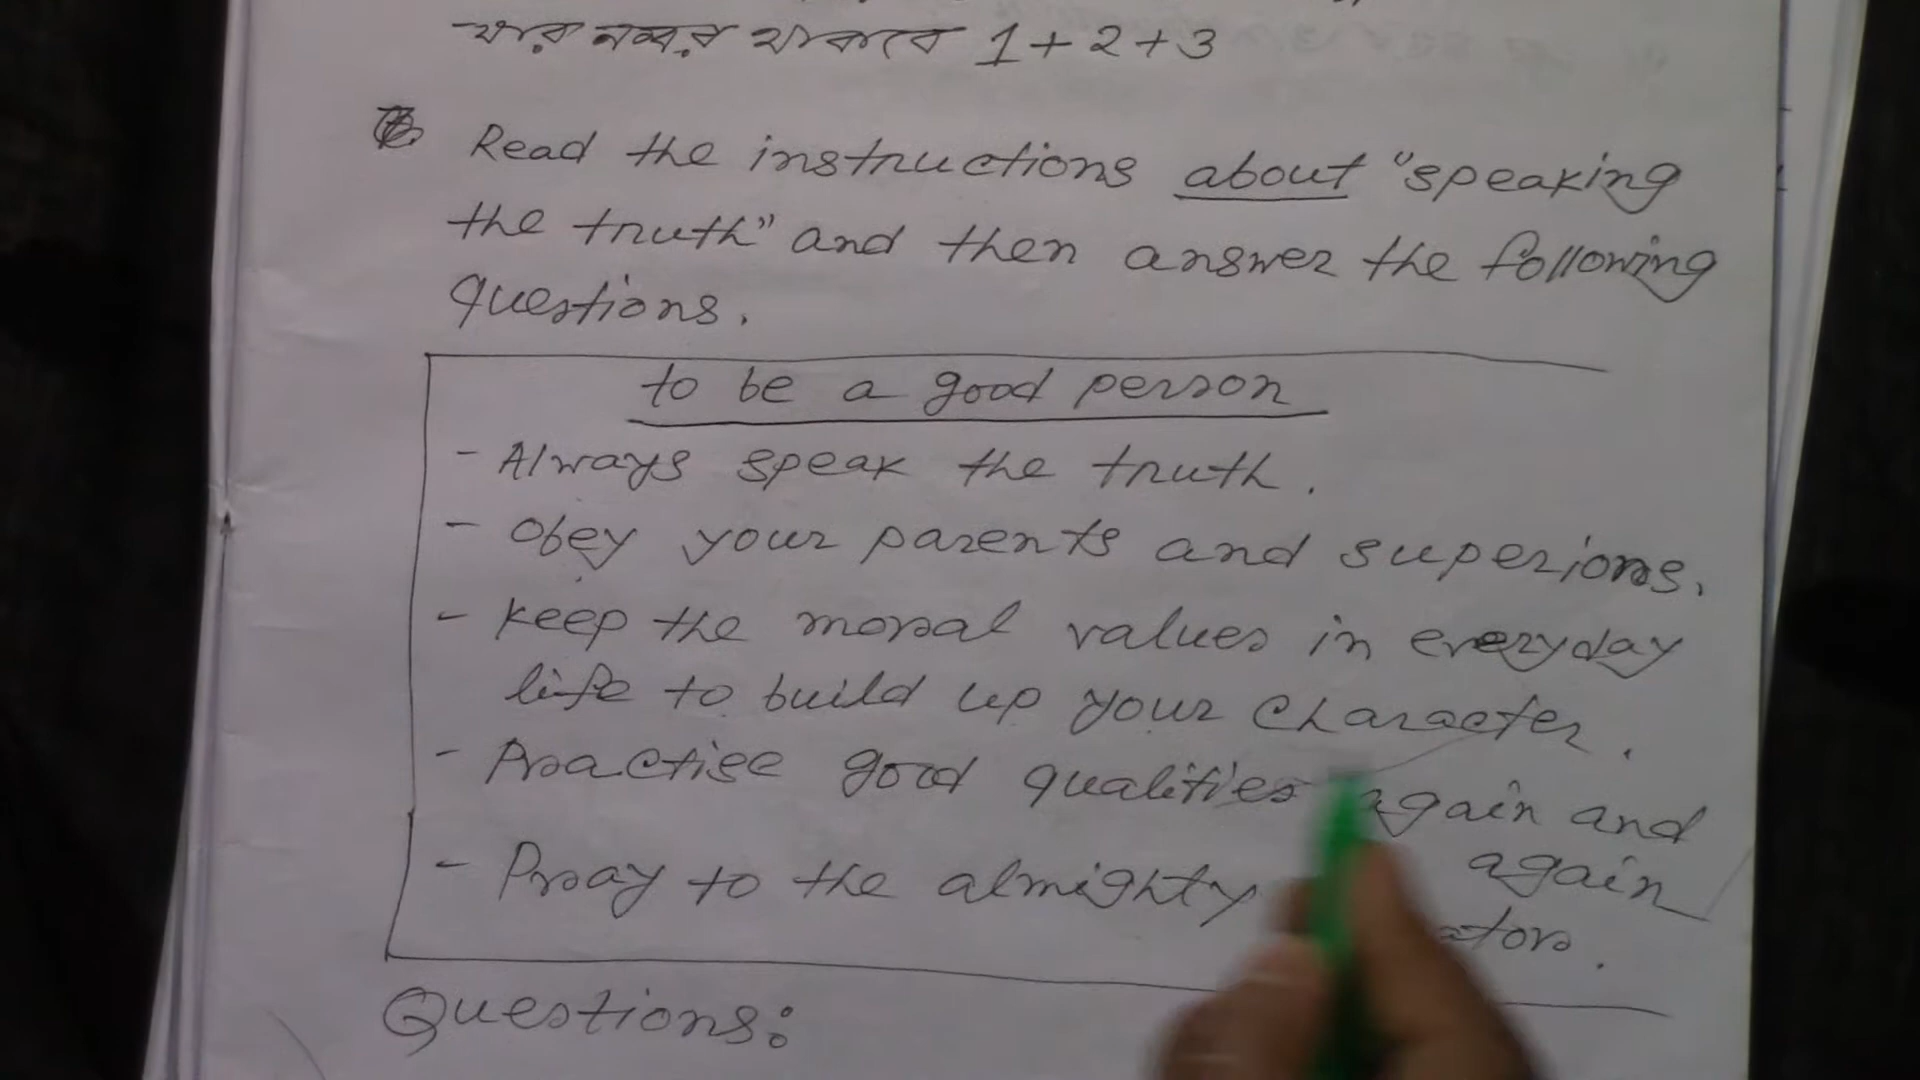 যার নম্বর থাকবে 1+2+3
Read the instructions about "speaking
the truth" and then answer the following
questions.
to be a good person
- Always speak the truth.
- Obey your parents and superiors.
- Keep the moral values in everyday
life to build up your character.
- Practise good qualities again and
again
- Pray to the almighty
Questions: